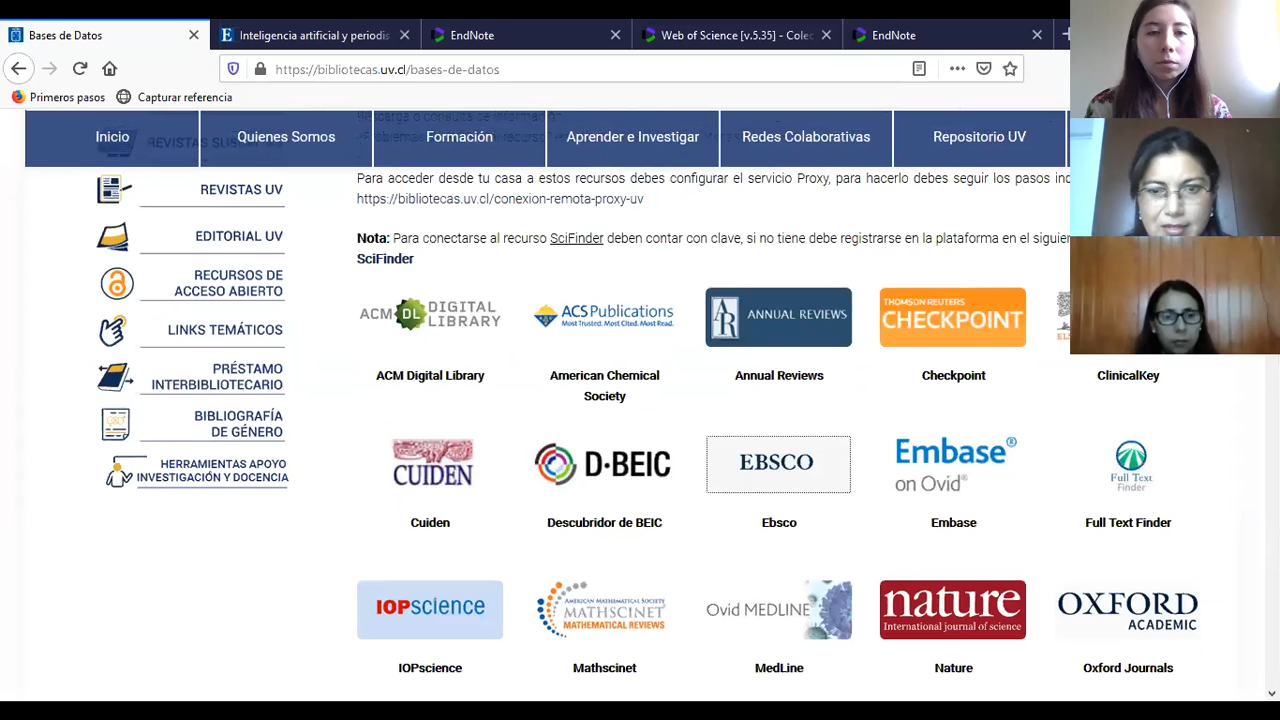 Bases de Datos
Inteligencia artificial y periodis
EndNote
Web of Science [v.5.35] - Colec
EndNote
https://bibliotecas.uv.cl/bases-de-datos
Primeros pasos
Capturar referencia
Inicio
Quienes Somos
Formación
Aprender e Investigar
Redes Colaborativas
Repositorio UV
REVISTAS UV
EDITORIAL UV
RECURSOS DE
ACCESO ABIERTO
LINKS TEMÁTICOS
PRÉSTAMO
INTERBIBLIOTECARIO
BIBLIOGRAFÍA
DE GÉNERO
HERRAMIENTAS APOYO
INVESTIGACIÓN Y DOCENCIA
Para acceder desde tu casa a estos recursos debes configurar el servicio Proxy, para hacerlo debes seguir los pasos
https://bibliotecas.uv.cl/conexion-remota-proxy-uv
Nota: Para conectarse al recurso SciFinder deben contar con clave, si no tiene debe registrarse en la plataforma en el
SciFinder
ACM DL DIGITAL
LIBRARY
ACS Publications
Most Trusted. Most Cited. Most Read.
AR ANNUAL REVIEWS
THOMSON REUTERS
CHECKPOINT
ACM Digital Library
American Chemical
Society
Annual Reviews
Checkpoint
ClinicalKey
CUIDEN
D·BEIC
EBSCO
Embase®
on Ovid®
Full Text
Finder
Cuiden
Descubridor de BEIC
Ebsco
Embase
Full Text Finder
IOPscience
AMERICAN MATHEMATICAL SOCIETY
MATHSCINET
MATHEMATICAL REVIEWS
Ovid MEDLINE
nature
International journal of science
OXFORD
ACADEMIC
IOPscience
Mathscinet
MedLine
Nature
Oxford Journals